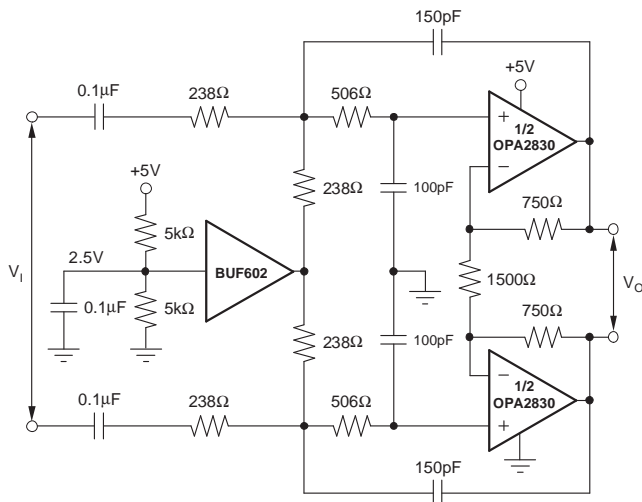 150pF
0.1µF
238Ω
506Ω
+5V
+
1/2
OPA2830
−
238Ω
100pF
750Ω
+5V
5kΩ
2.5V
BUF602
1500Ω
V_I
V_O
0.1µF
5kΩ
238Ω
100pF
750Ω
0.1µF
238Ω
506Ω
−
1/2
OPA2830
+
150pF